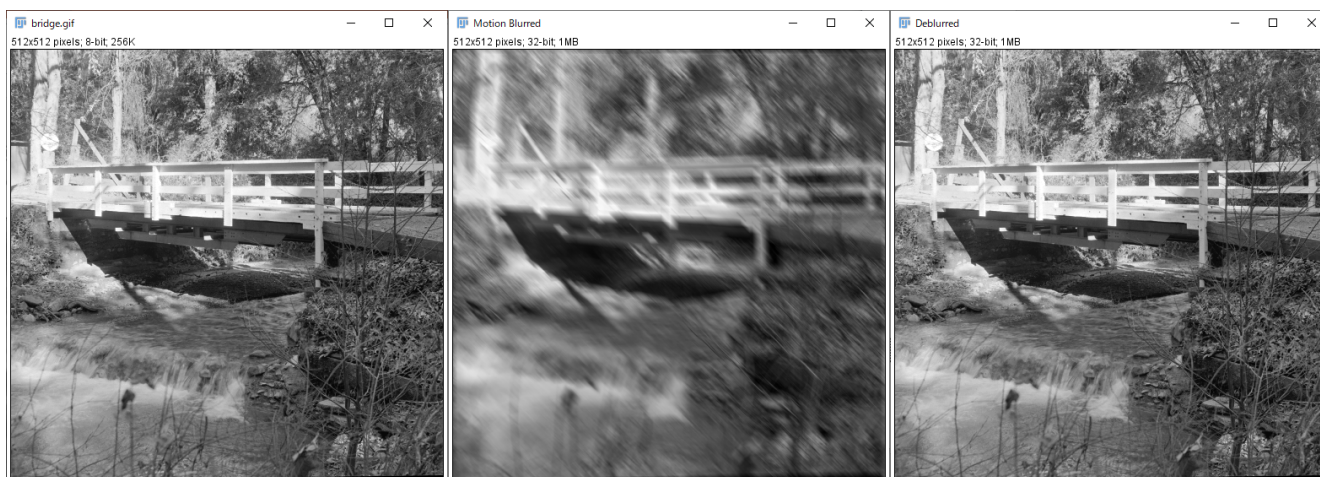 bridge.gif
512x512 pixels; 8-bit; 256K
Motion Blurred
512x512 pixels; 32-bit; 1MB
Deblurred
512x512 pixels; 32-bit; 1MB